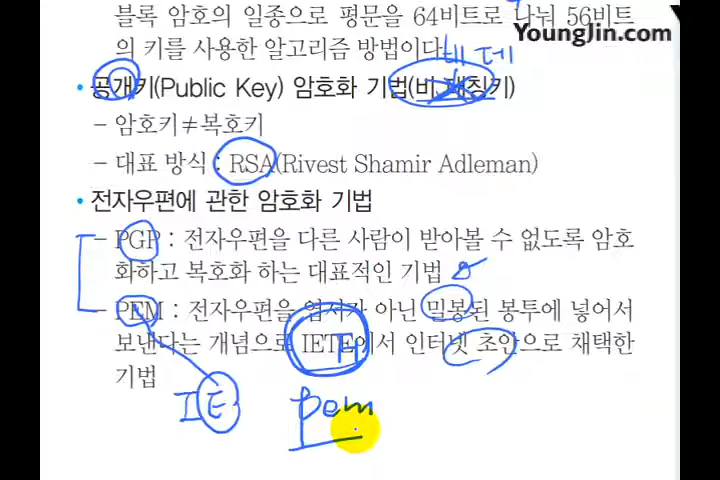 블록 암호의 일종으로 평문을 64비트로 나눠 56비트
의 키를 사용한 알고리즘 방법이다.
YoungJin.com
• 공개키(Public Key) 암호화 기법(비대칭키)
– 암호키≠복호키
– 대표 방식 : RSA(Rivest Shamir Adleman)
• 전자우편에 관한 암호화 기법
– PGP : 전자우편을 다른 사람이 받아볼 수 없도록 암호
화하고 복호화 하는 대표적인 기법
– PEM : 전자우편을 엽서가 아닌 밀봉된 봉투에 넣어서
보낸다는 개념으로 IETF에서 인터넷 초안으로 채택한
기법
IE
pem